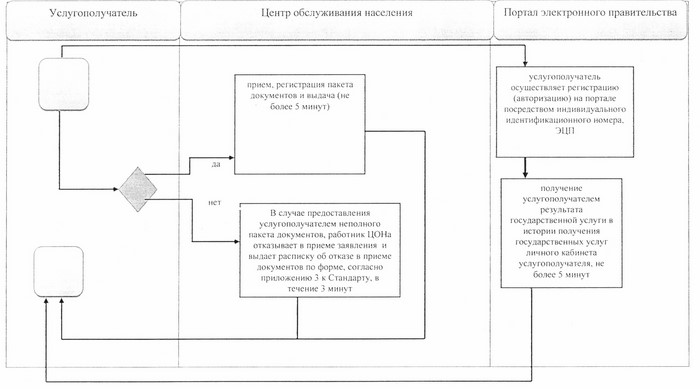 Услугополучатель
Центр обслуживания населения
Портал электронного правительства
прием, регистрация пакета
документов и выдача (не
более 5 минут)
да
нет
В случае предоставления
услугополучателем неполного
пакета документов, работник ЦОНа
отказывает в приеме заявления и
выдает расписку об отказе в приеме
документов по форме, согласно
приложению 3 к Стандарту, в
течение 3 минут
услугополучатель
осуществляет регистрацию
(авторизацию) на портале
посредством индивидуального
идентификационного номера,
ЭЦП
получение
услугополучателем
результата
государственной услуги в
истории получения
государственных услуг
личного кабинета
услугополучателя, не
более 5 минут